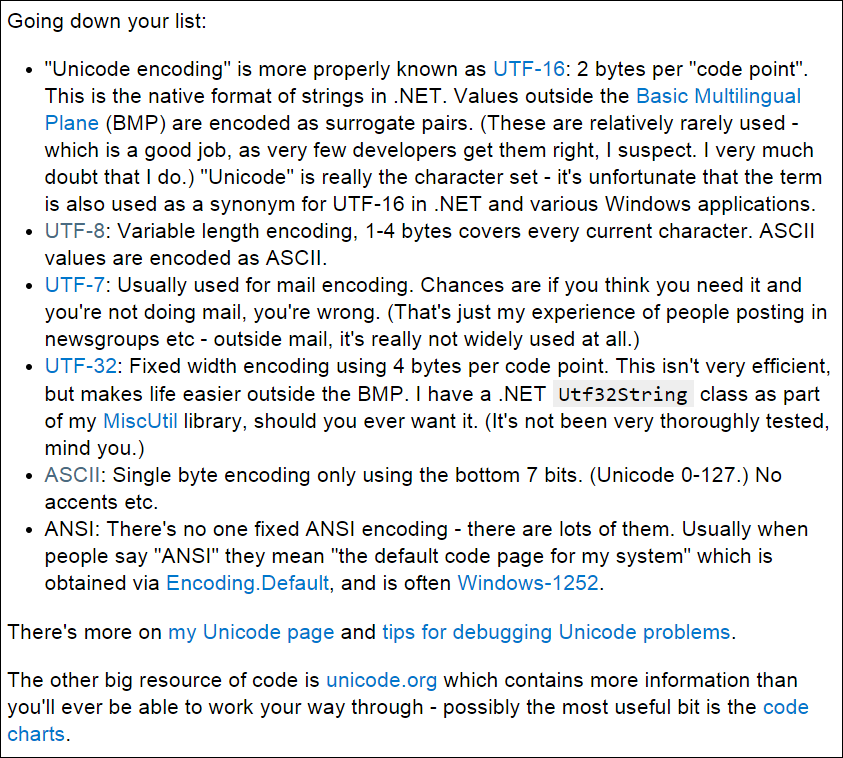 Going down your list:
• "Unicode encoding" is more properly known as UTF-16: 2 bytes per "code point".
This is the native format of strings in .NET. Values outside the Basic Multilingual
Plane (BMP) are encoded as surrogate pairs. (These are relatively rarely used -
which is a good job, as very few developers get them right, I suspect. I very much
doubt that I do.) "Unicode" is really the character set - it's unfortunate that the term
is also used as a synonym for UTF-16 in .NET and various Windows applications.
• UTF-8: Variable length encoding, 1-4 bytes covers every current character. ASCII
values are encoded as ASCII.
• UTF-7: Usually used for mail encoding. Chances are if you think you need it and
you're not doing mail, you're wrong. (That's just my experience of people posting in
newsgroups etc - outside mail, it's really not widely used at all.)
• UTF-32: Fixed width encoding using 4 bytes per code point. This isn't very efficient,
but makes life easier outside the BMP. I have a .NET Utf32String class as part
of my MiscUtil library, should you ever want it. (It's not been very thoroughly tested,
mind you.)
• ASCII: Single byte encoding only using the bottom 7 bits. (Unicode 0-127.) No
accents etc.
• ANSI: There's no one fixed ANSI encoding - there are lots of them. Usually when
people say "ANSI" they mean "the default code page for my system" which is
obtained via Encoding.Default, and is often Windows-1252.
There's more on my Unicode page and tips for debugging Unicode problems.
The other big resource of code is unicode.org which contains more information than
you'll ever be able to work your way through - possibly the most useful bit is the code
charts.